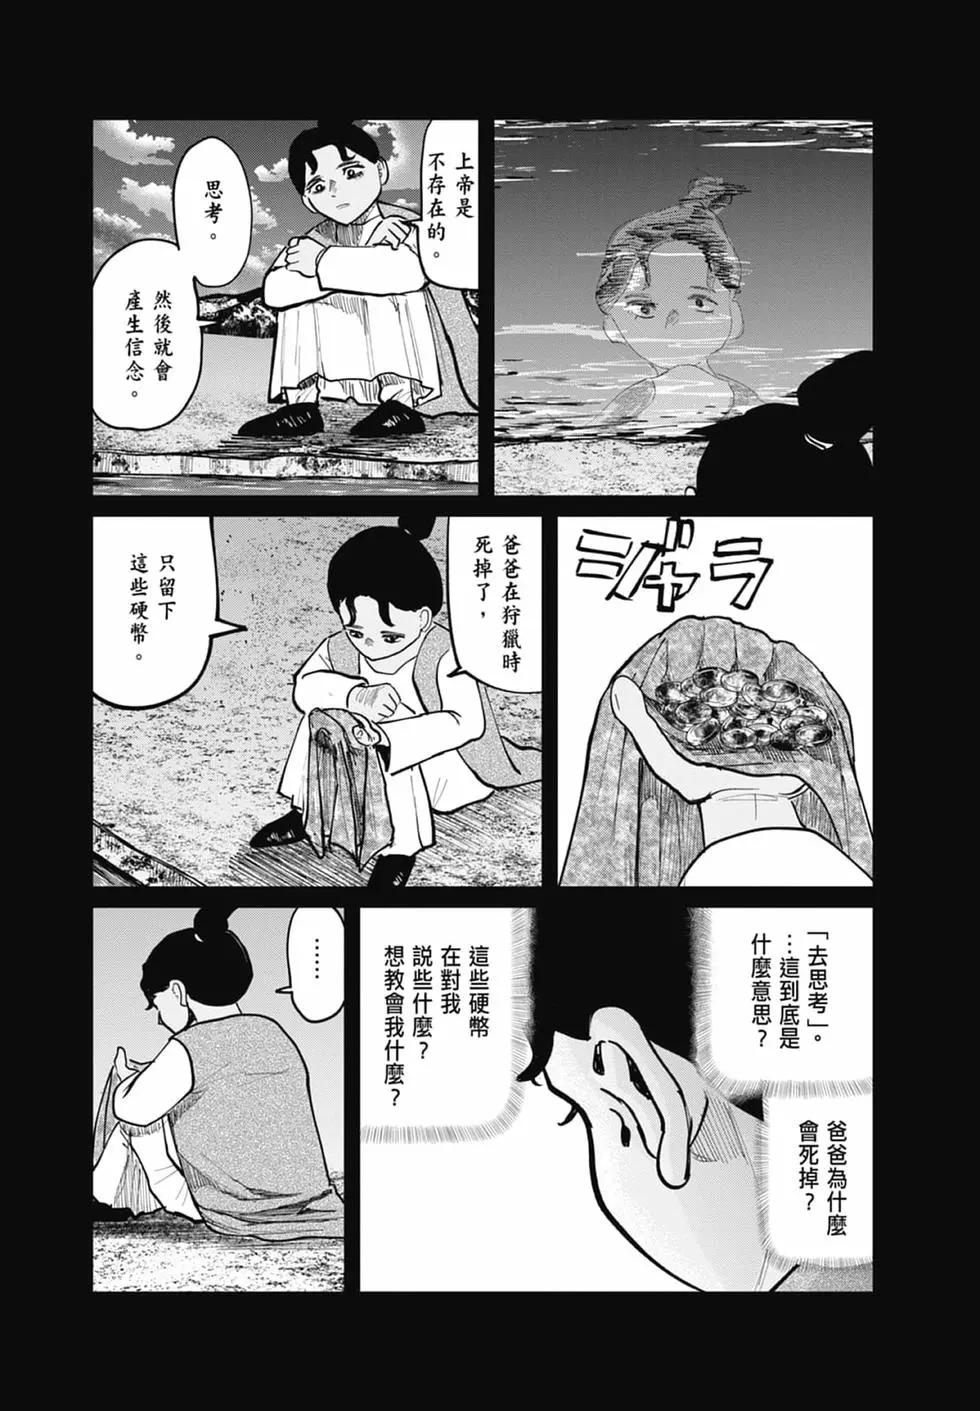 上帝是
不存在的。
思考。
然後就會
產生信念。
ジャラ
爸爸在狩獵時
死掉了，
只留下
這些硬幣。
「去思考」。
…這到底是
什麼意思？
爸爸為什麼
會死掉？
這些硬幣
在對我
説些什麼？
想教會我什麼？
……